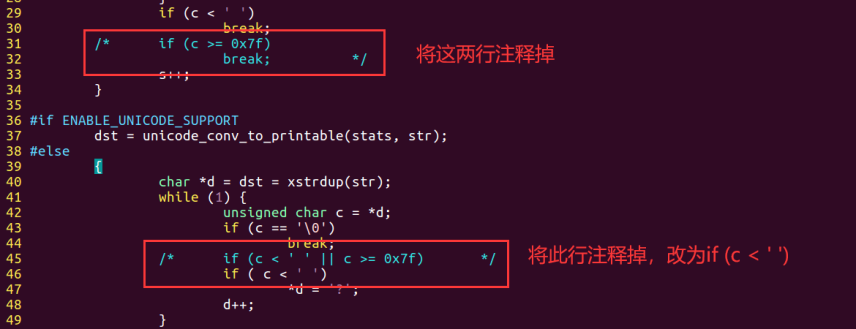 28 }
29 if (c < ' ')
30 break;
31 /* if (c >= 0x7f)
32 break; */
将这两行注释掉
33 s++;
34 }
35
36 #if ENABLE_UNICODE_SUPPORT
37 dst = unicode_conv_to_printable(stats, str);
38 #else
39 {
40 char *d = dst = xstrdup(str);
41 while (1) {
42 unsigned char c = *d;
43 if (c == '\0')
44 break;
45 /* if (c < ' ' || c >= 0x7f) */
将此行注释掉，改为if (c < ' ')
46 if ( c < ' ')
47 *d = '?';
48 d++;
49 }